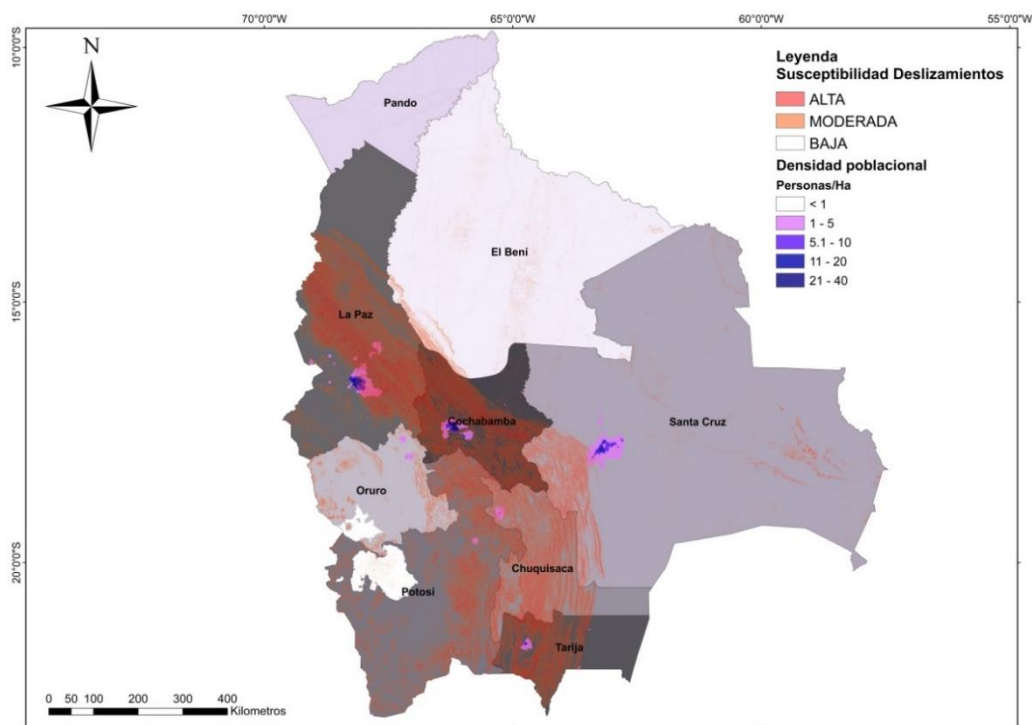 70°0'0"O
65°0'0"O
60°0'0"O
55°0'0"O
10°0'0"S
15°0'0"S
20°0'0"S
N
Leyenda
Susceptibilidad Deslizamientos
ALTA
MODERADA
BAJA
Densidad poblacional
Personas/Ha
< 1
1 - 5
5.1 - 10
11 - 20
21 - 40
Pando
El Beni
La Paz
Cochabamba
Santa Cruz
Oruro
Chuquisaca
Potosí
Tarija
0 50 100 200 300 400
Kilometros